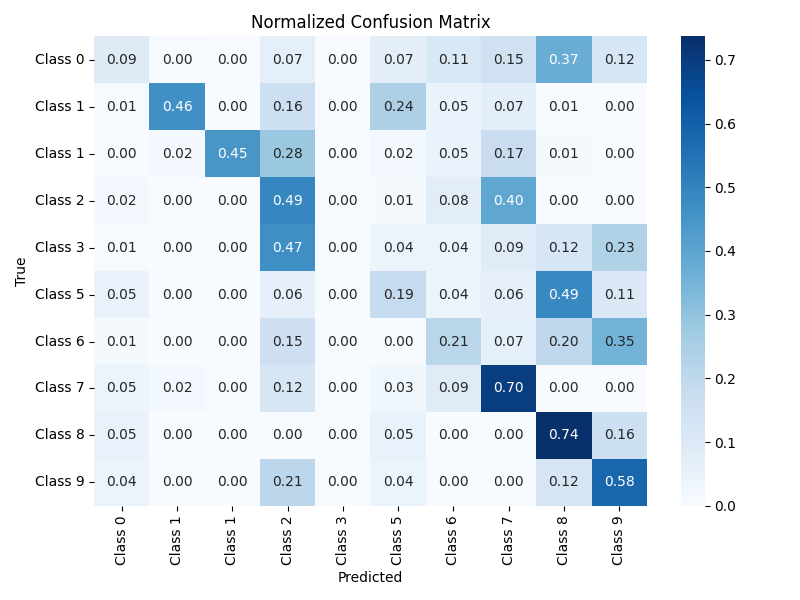 Normalized Confusion Matrix
Class 0 0.09 0.00 0.00 0.07 0.00 0.07 0.11 0.15 0.37 0.12
Class 1 0.01 0.46 0.00 0.16 0.00 0.24 0.05 0.07 0.01 0.00
Class 1 0.00 0.02 0.45 0.28 0.00 0.02 0.05 0.17 0.01 0.00
Class 2 0.02 0.00 0.00 0.49 0.00 0.01 0.08 0.40 0.00 0.00
Class 3 0.01 0.00 0.00 0.47 0.00 0.04 0.04 0.09 0.12 0.23
Class 5 0.05 0.00 0.00 0.06 0.00 0.19 0.04 0.06 0.49 0.11
Class 6 0.01 0.00 0.00 0.15 0.00 0.00 0.21 0.07 0.20 0.35
Class 7 0.05 0.02 0.00 0.12 0.00 0.03 0.09 0.70 0.00 0.00
Class 8 0.05 0.00 0.00 0.00 0.00 0.05 0.00 0.00 0.74 0.16
Class 9 0.04 0.00 0.00 0.21 0.00 0.04 0.00 0.00 0.12 0.58
True
Class 0 Class 1 Class 1 Class 2 Class 3 Class 5 Class 6 Class 7 Class 8 Class 9
Predicted
0.7
0.6
0.5
0.4
0.3
0.2
0.1
0.0